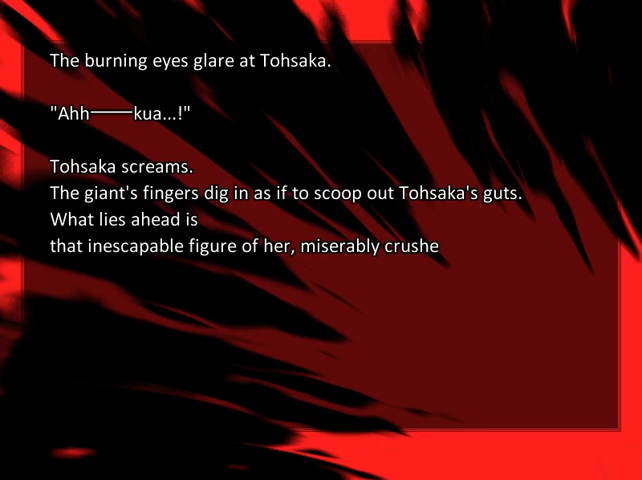 The burning eyes glare at Tohsaka.
"Ahh──kua...!"
Tohsaka screams.
The giant's fingers dig in as if to scoop out Tohsaka's guts.
What lies ahead is
that inescapable figure of her, miserably crushe